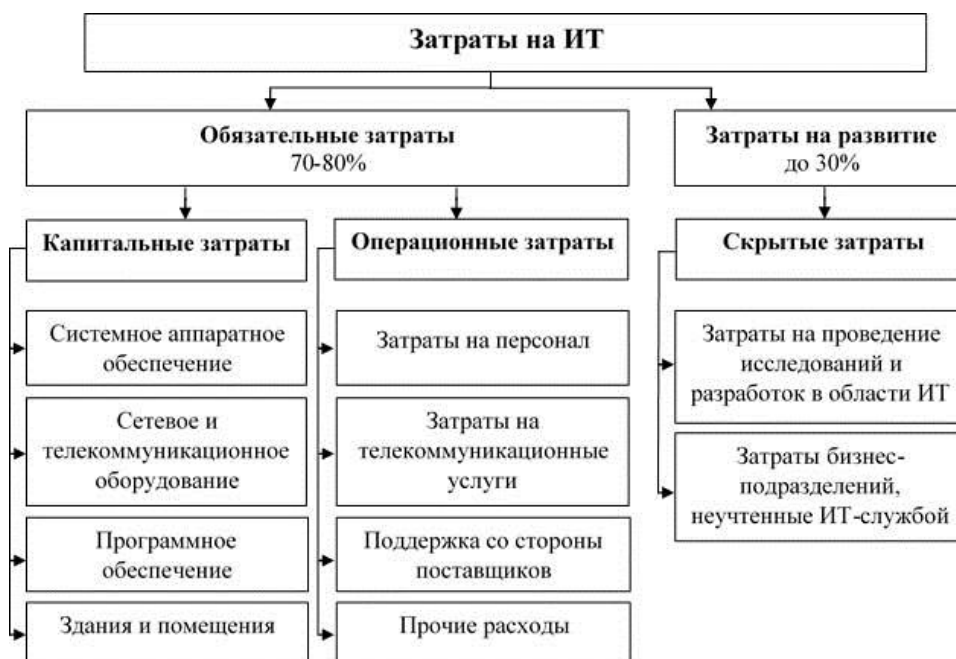 Затраты на ИТ
Обязательные затраты
70-80%
Затраты на развитие
до 30%
Капитальные затраты
Операционные затраты
Скрытые затраты
Системное аппаратное
обеспечение
Сетевое и
телекоммуникационное
оборудование
Программное
обеспечение
Здания и помещения
Затраты на персонал
Затраты на
телекоммуникационные
услуги
Поддержка со стороны
поставщиков
Прочие расходы
Затраты на проведение
исследований и
разработок в области ИТ
Затраты бизнес-
подразделений,
неучтенные ИТ-службой